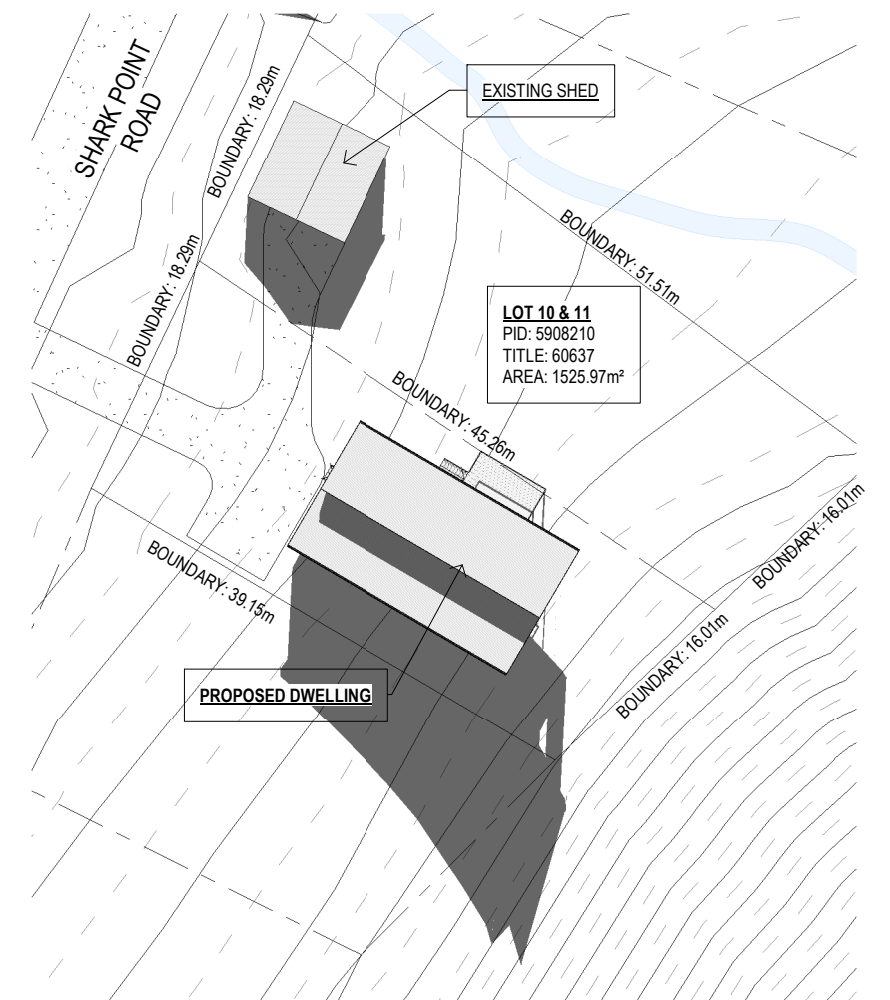 SHARK POINT
ROAD
BOUNDARY: 18.29m
EXISTING SHED
BOUNDARY: 18.29m
BOUNDARY: 51.51m
LOT 10 & 11
PID: 5908210
TITLE: 60637
AREA: 1525.97m²
BOUNDARY: 45.26m
BOUNDARY: 16.01m
BOUNDARY: 39.15m
BOUNDARY: 16.01m
PROPOSED DWELLING